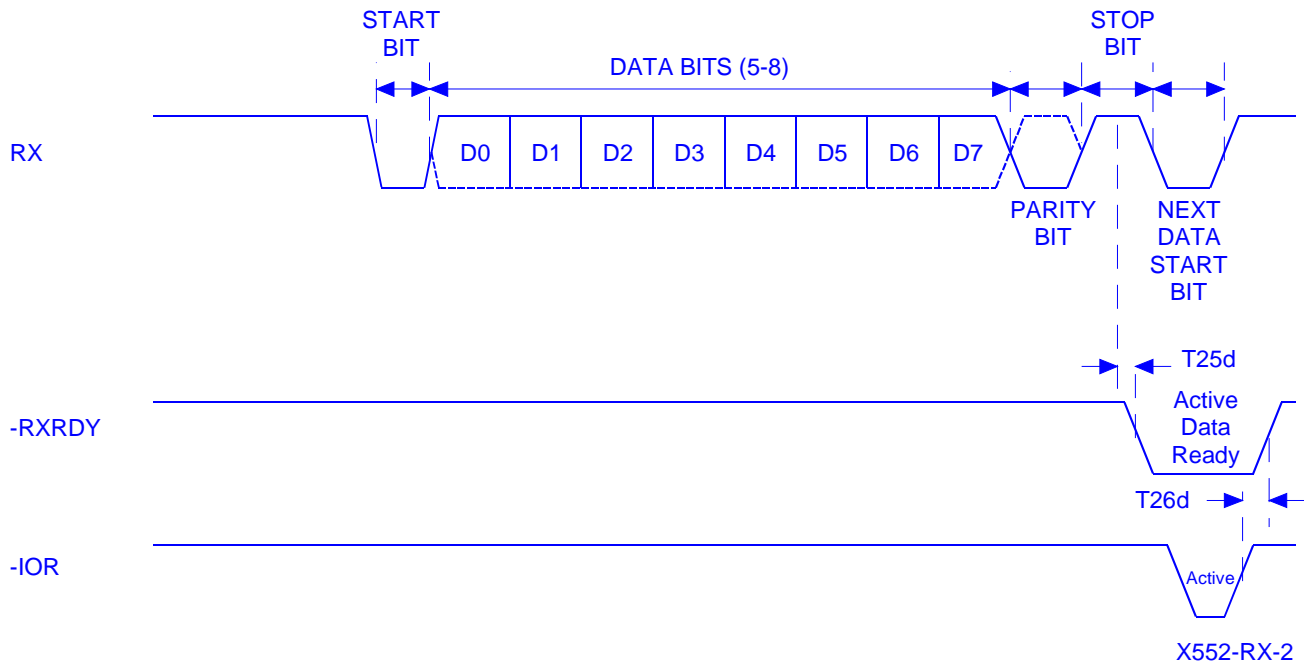 START
BIT
DATA BITS (5-8)
STOP
BIT
RX
D0 D1 D2 D3 D4 D5 D6 D7
PARITY
BIT
NEXT
DATA
START
BIT
T25d
-RXRDY
Active
Data
Ready
T26d
-IOR
Active
X552-RX-2